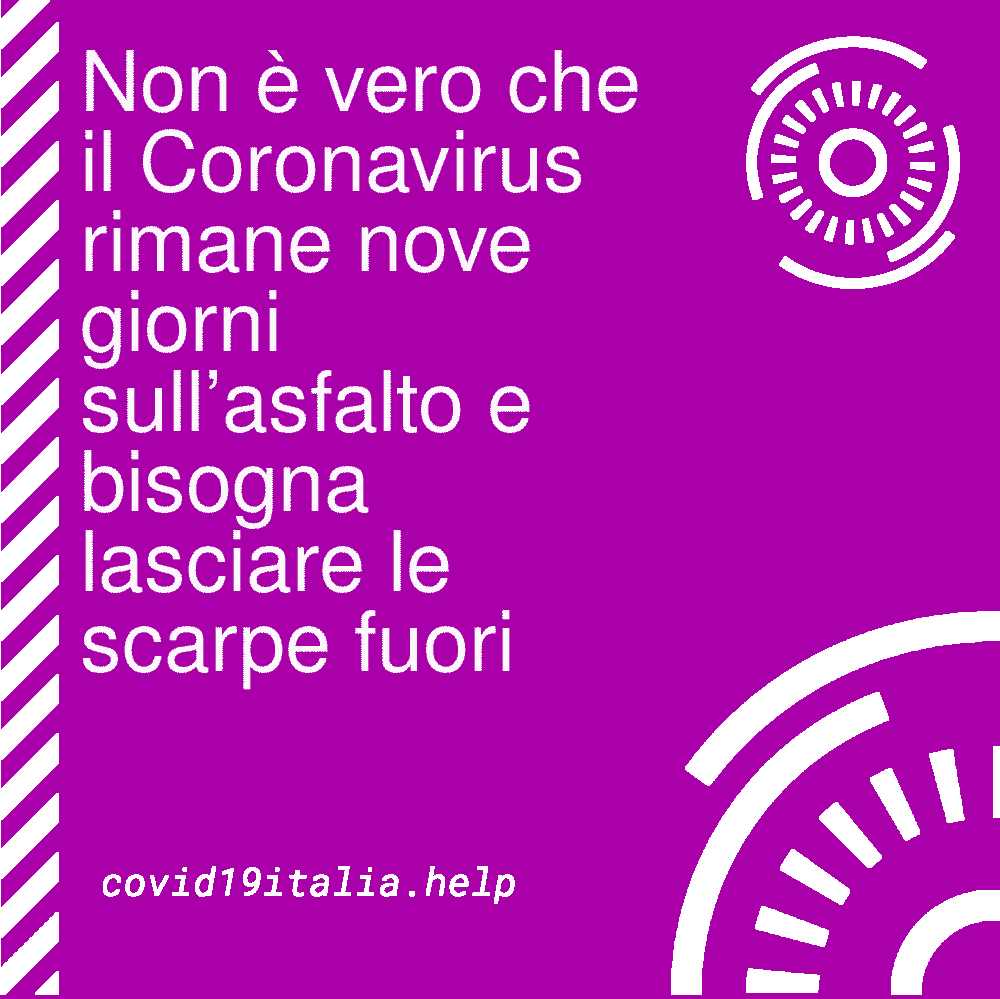 Non è vero che
il Coronavirus
rimane nove
giorni
sull’asfalto e
bisogna
lasciare le
scarpe fuori
covid19italia.help